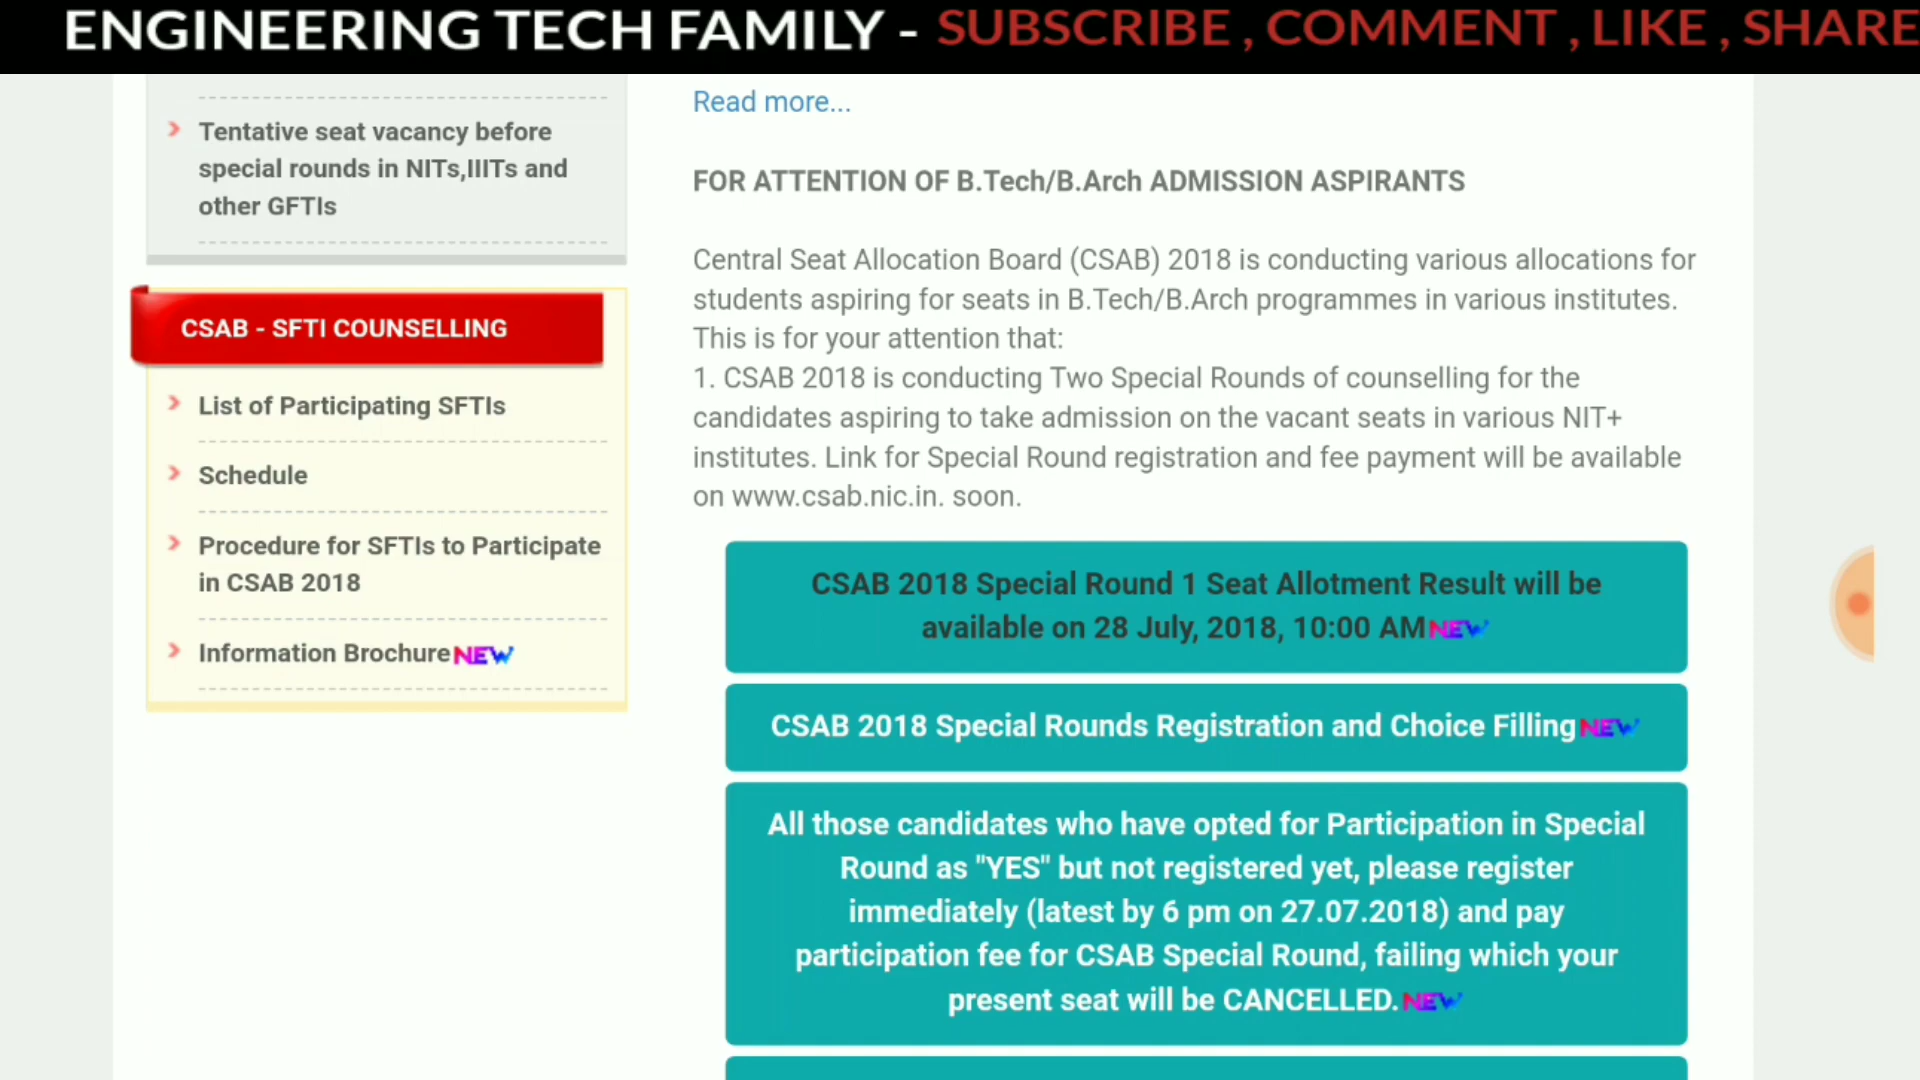 ENGINEERING TECH FAMILY - SUBSCRIBE , COMMENT , LIKE , SHARE
Tentative seat vacancy before
special rounds in NITs,IIITs and
other GFTIs
CSAB - SFTI COUNSELLING
List of Participating SFTIs
Schedule
Procedure for SFTIs to Participate
in CSAB 2018
Information Brochure NEW
Read more...
FOR ATTENTION OF B.Tech/B.Arch ADMISSION ASPIRANTS
Central Seat Allocation Board (CSAB) 2018 is conducting various allocations for
students aspiring for seats in B.Tech/B.Arch programmes in various institutes.
This is for your attention that:
1. CSAB 2018 is conducting Two Special Rounds of counselling for the
candidates aspiring to take admission on the vacant seats in various NIT+
institutes. Link for Special Round registration and fee payment will be available
on www.csab.nic.in. soon.
CSAB 2018 Special Round 1 Seat Allotment Result will be
available on 28 July, 2018, 10:00 AM NEW
CSAB 2018 Special Rounds Registration and Choice Filling NEW
All those candidates who have opted for Participation in Special
Round as "YES" but not registered yet, please register
immediately (latest by 6 pm on 27.07.2018) and pay
participation fee for CSAB Special Round, failing which your
present seat will be CANCELLED. NEW